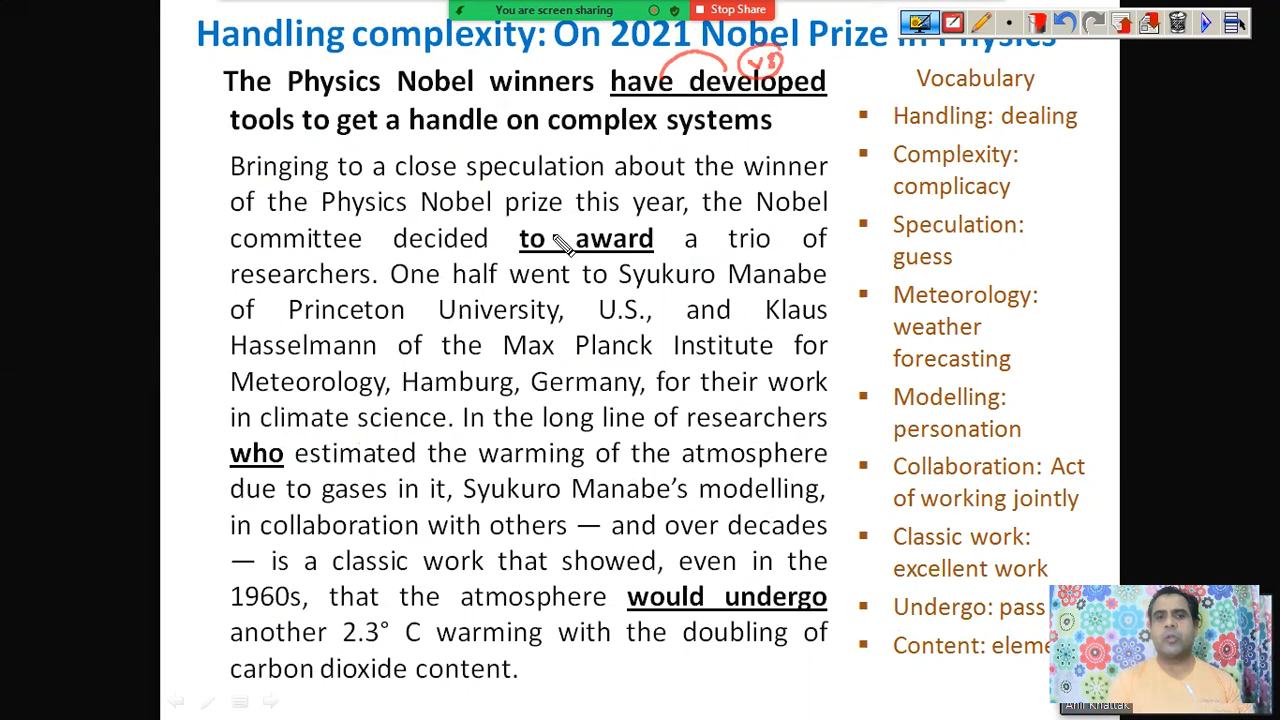 You are screen sharing
Stop Share
Handling complexity: On 2021 Nobel Prize in Physics
The Physics Nobel winners have developed
tools to get a handle on complex systems
Bringing to a close speculation about the winner
of the Physics Nobel prize this year, the Nobel
committee decided to award a trio of
researchers. One half went to Syukuro Manabe
of Princeton University, U.S., and Klaus
Hasselmann of the Max Planck Institute for
Meteorology, Hamburg, Germany, for their work
in climate science. In the long line of researchers
who estimated the warming of the atmosphere
due to gases in it, Syukuro Manabe’s modelling,
in collaboration with others — and over decades
— is a classic work that showed, even in the
1960s, that the atmosphere would undergo
another 2.3° C warming with the doubling of
carbon dioxide content.
Vocabulary
Handling: dealing
Complexity:
complicacy
Speculation:
guess
Meteorology:
weather
forecasting
Modelling:
personation
Collaboration: Act
of working jointly
Classic work:
excellent work
Undergo: pass
Content: eleme